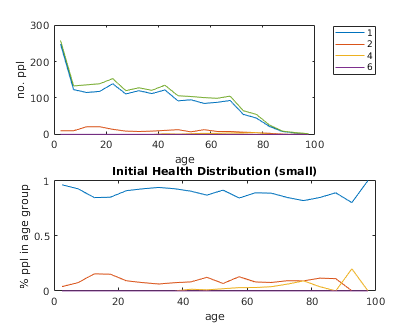 300
200
100
0
no. ppl
0 20 40 60 80 100
age
1
2
4
6
Initial Health Distribution (small)
1
0.5
0
% ppl in age group
0 20 40 60 80 100
age